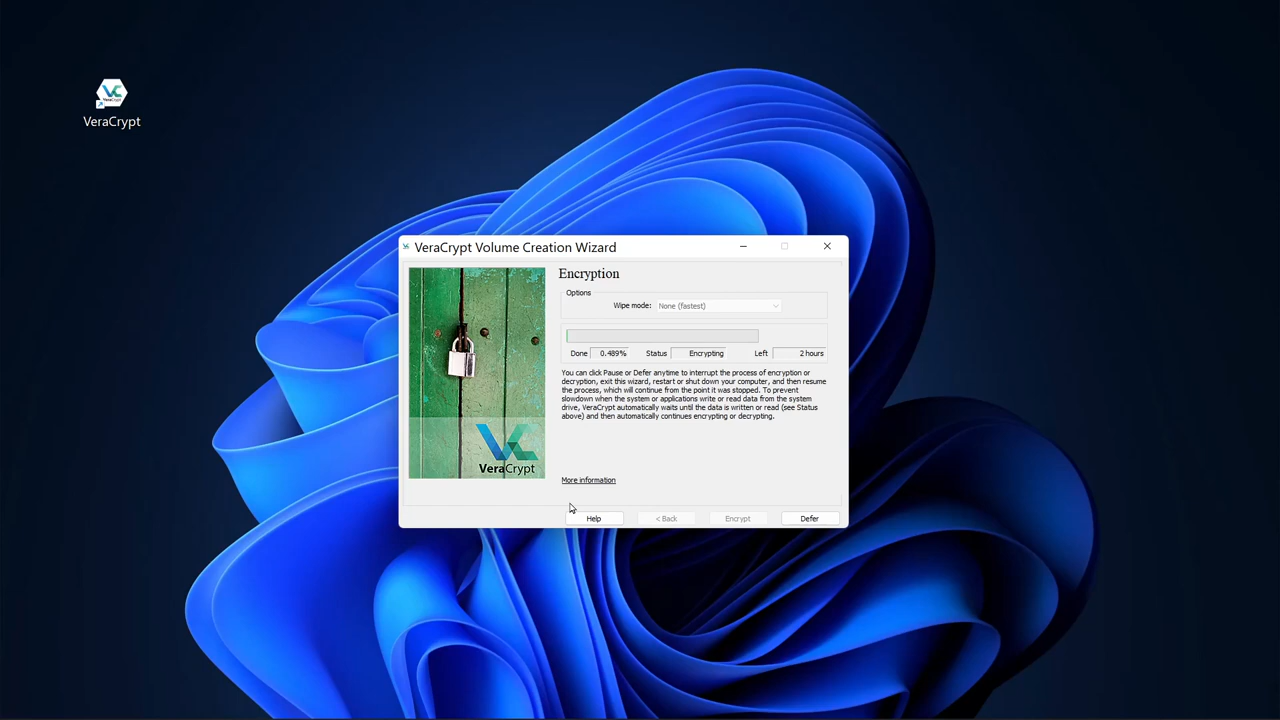 VeraCrypt
VeraCrypt Volume Creation Wizard
Encryption
Options
Wipe mode: None (fastest)
Done 0.489% Status Encrypting Left 2 hours
You can click Pause or Defer anytime to interrupt the process of encryption or
decryption, exit this wizard, restart or shut down your computer, and then resume
the process, which will continue from the point it was stopped. To prevent
slowdown when the system or applications write or read data from the system
drive, VeraCrypt automatically waits until the data is written or read (see Status
above) and then automatically continues encrypting or decrypting.
VeraCrypt
More information
Help < Back Encrypt Defer